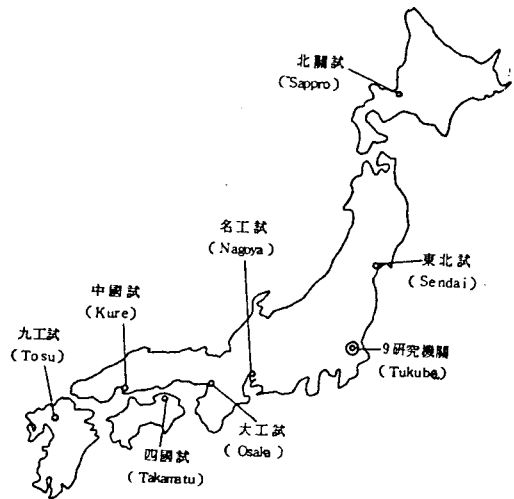 北關試
(Sappro)
名工試
(Nagoya)
東北試
(Sendai)
中國試
(Kure)
九工試
(Tosu)
9研究機關
(Tukuba)
大工試
(Osaka)
四國試
(Takamatu)